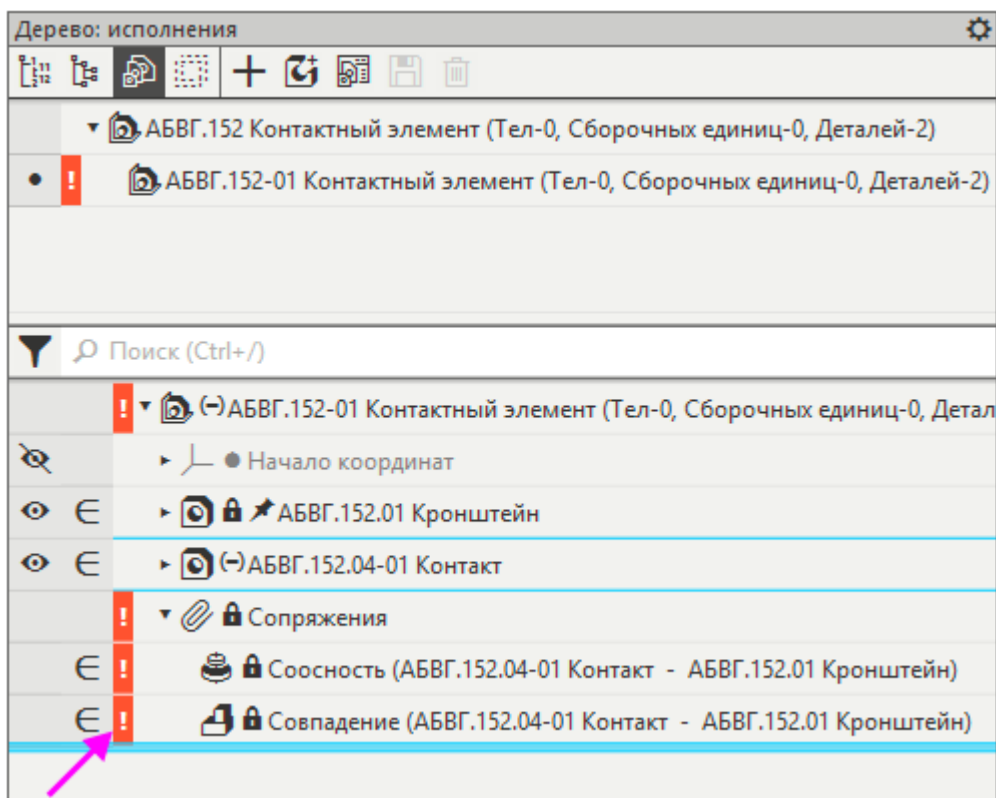 Дерево: исполнения
АБВГ.152 Контактный элемент (Тел-0, Сборочных единиц-0, Деталей-2)
АБВГ.152-01 Контактный элемент (Тел-0, Сборочных единиц-0, Деталей-2)
Поиск (Ctrl+/)
(-)АБВГ.152-01 Контактный элемент (Тел-0, Сборочных единиц-0, Детал
Начало координат
АБВГ.152.01 Кронштейн
(-)АБВГ.152.04-01 Контакт
Сопряжения
Соосность (АБВГ.152.04-01 Контакт - АБВГ.152.01 Кронштейн)
Совпадение (АБВГ.152.04-01 Контакт - АБВГ.152.01 Кронштейн)